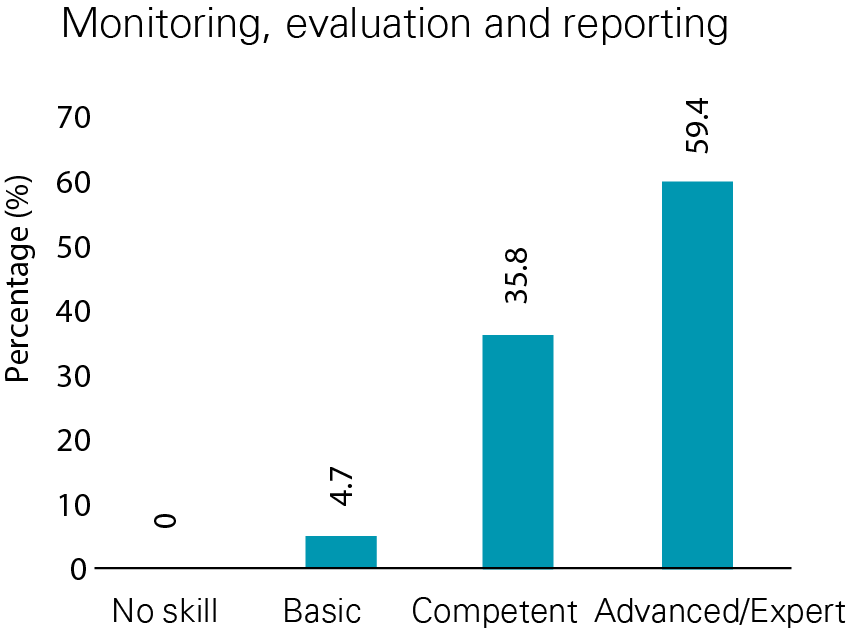 Monitoring, evaluation and reporting
Percentage (%)
70
60
50
40
30
20
10
0
0
4.7
35.8
59.4
No skill
Basic
Competent
Advanced/Expert